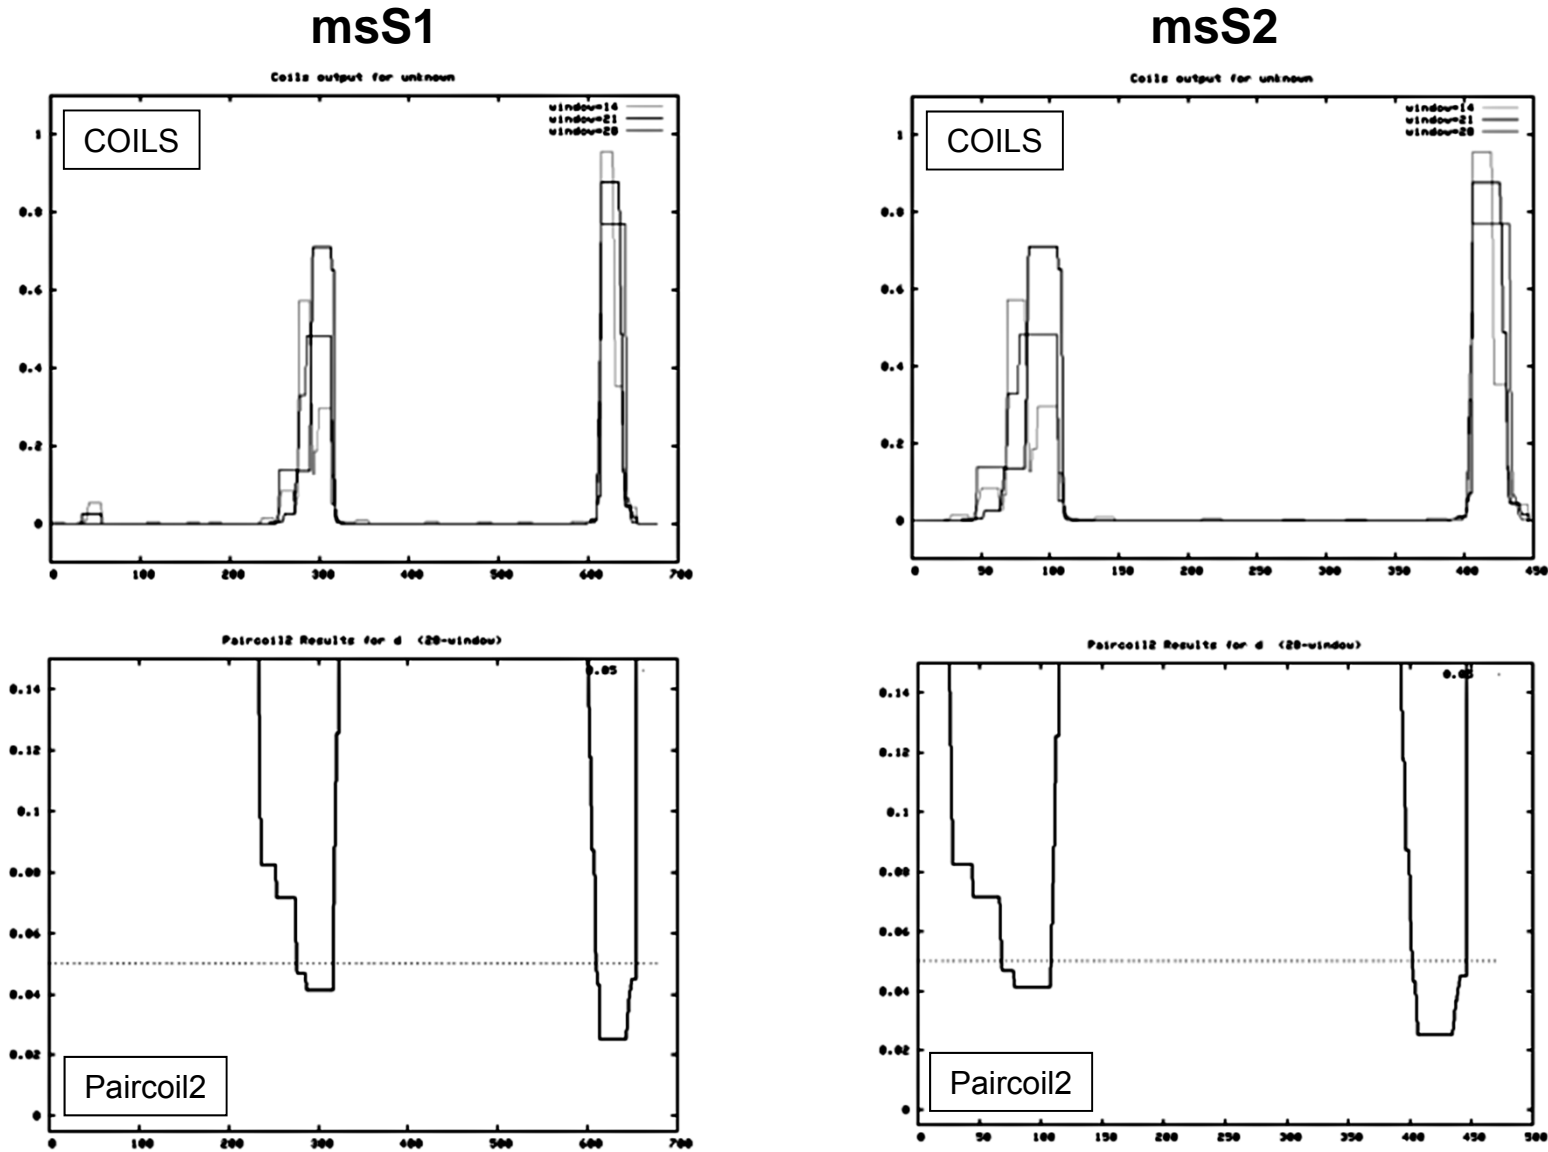 msS1
msS2
Coils output for unknown
window=14
window=21
window=28
COILS
1
0.8
0.6
0.4
0.2
0
0 100 200 300 400 500 600 700
Coils output for unknown
window=14
window=21
window=28
COILS
1
0.8
0.6
0.4
0.2
0
0 50 100 150 200 250 300 350 400 450
Paircoil2 Results for d (28-window)
0.05
0.14
0.12
0.1
0.08
0.06
0.04
0.02
0
Paircoil2
0 100 200 300 400 500 600 700
Paircoil2 Results for d (28-window)
0.05
0.14
0.12
0.1
0.08
0.06
0.04
0.02
0
Paircoil2
0 50 100 150 200 250 300 350 400 450 500